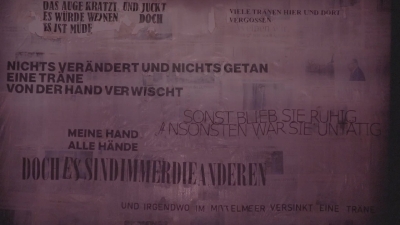 DAS AUGE KRATZT UND JUCKT
ES WÜRDE WEINEN DOCH
ES IST MÜDE
VIELE TRÄNEN HIER UND DORT
VERGOSSEN
NICHTS VERÄNDERT UND NICHTS GETAN
EINE TRÄNE
VON DER HAND VERWISCHT
SONST BLIEB SIE RUHIG
ANSONSTEN WAR SIE UNTÄTIG
MEINE HAND
ALLE HÄNDE
DOCH ES SIND IMMER DIE ANDEREN
UND IRGENDWO IM MITTELMEER VERSINKT EINE TRÄNE